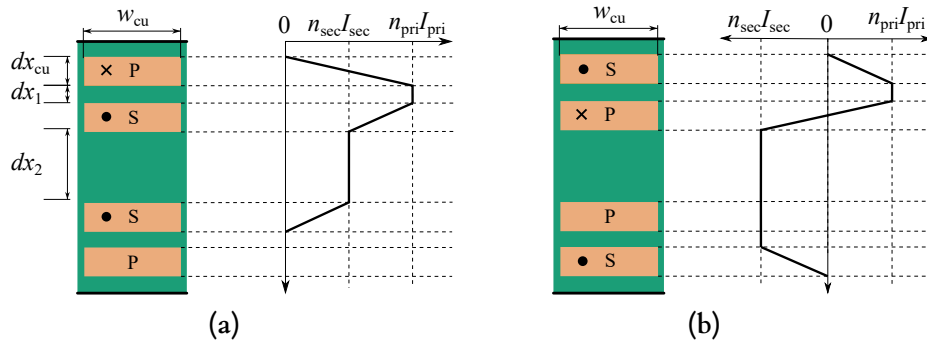 w_cu
0 n_sec I_sec n_pri I_pri
dx_cu
× P
dx_1
• S
dx_2
• S
P
(a)
w_cu
n_sec I_sec 0 n_pri I_pri
• S
× P
P
• S
(b)